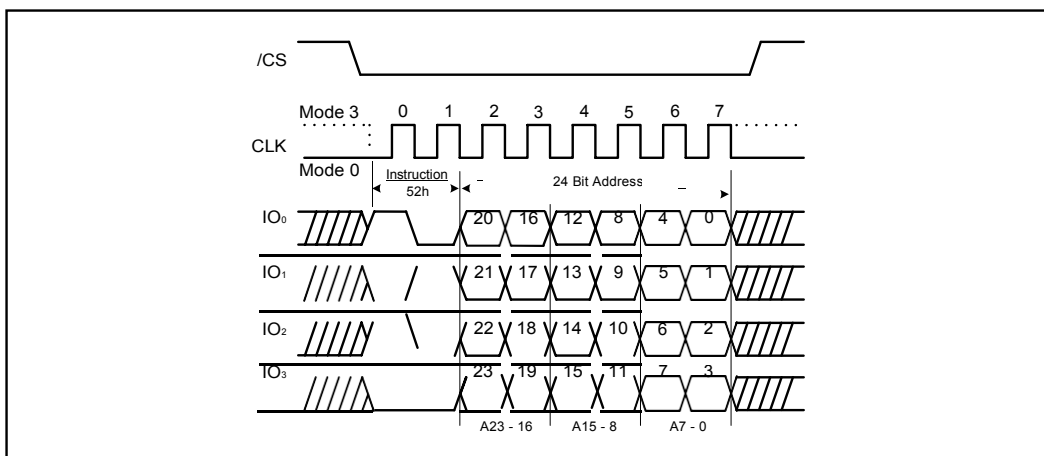 /CS
Mode 3 0 1 2 3 4 5 6 7
CLK
Mode 0
Instruction
52h
24 Bit Address
IO0 20 16 12 8 4 0
IO1 21 17 13 9 5 1
IO2 22 18 14 10 6 2
IO3 23 19 15 11 7 3
A23 - 16 A15 - 8 A7 - 0